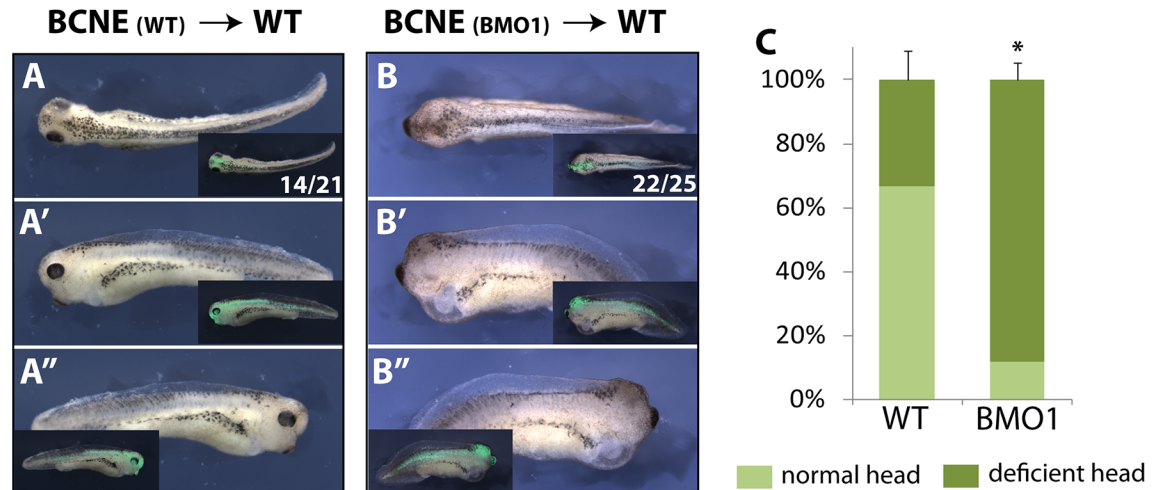 BCNE (WT) → WT
BCNE (BMO1) → WT
A
14/21
A′
A″
B
22/25
B′
B″
C
*
100%
80%
60%
40%
20%
0%
WT BMO1
normal head deficient head